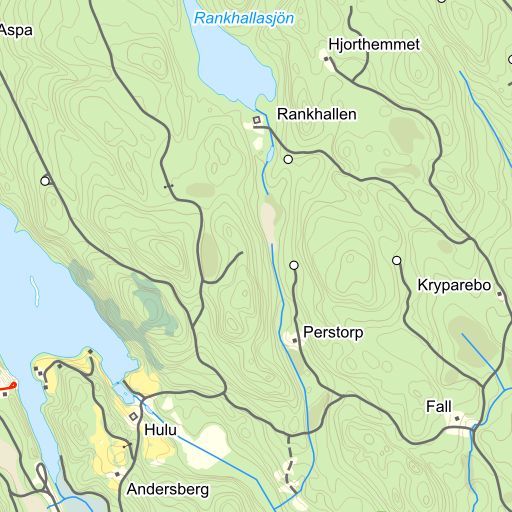 Rankhallasjön
Aspa
Hjorthemmet
Rankhallen
Kryparebo
Perstorp
Fall
Hulu
Andersberg